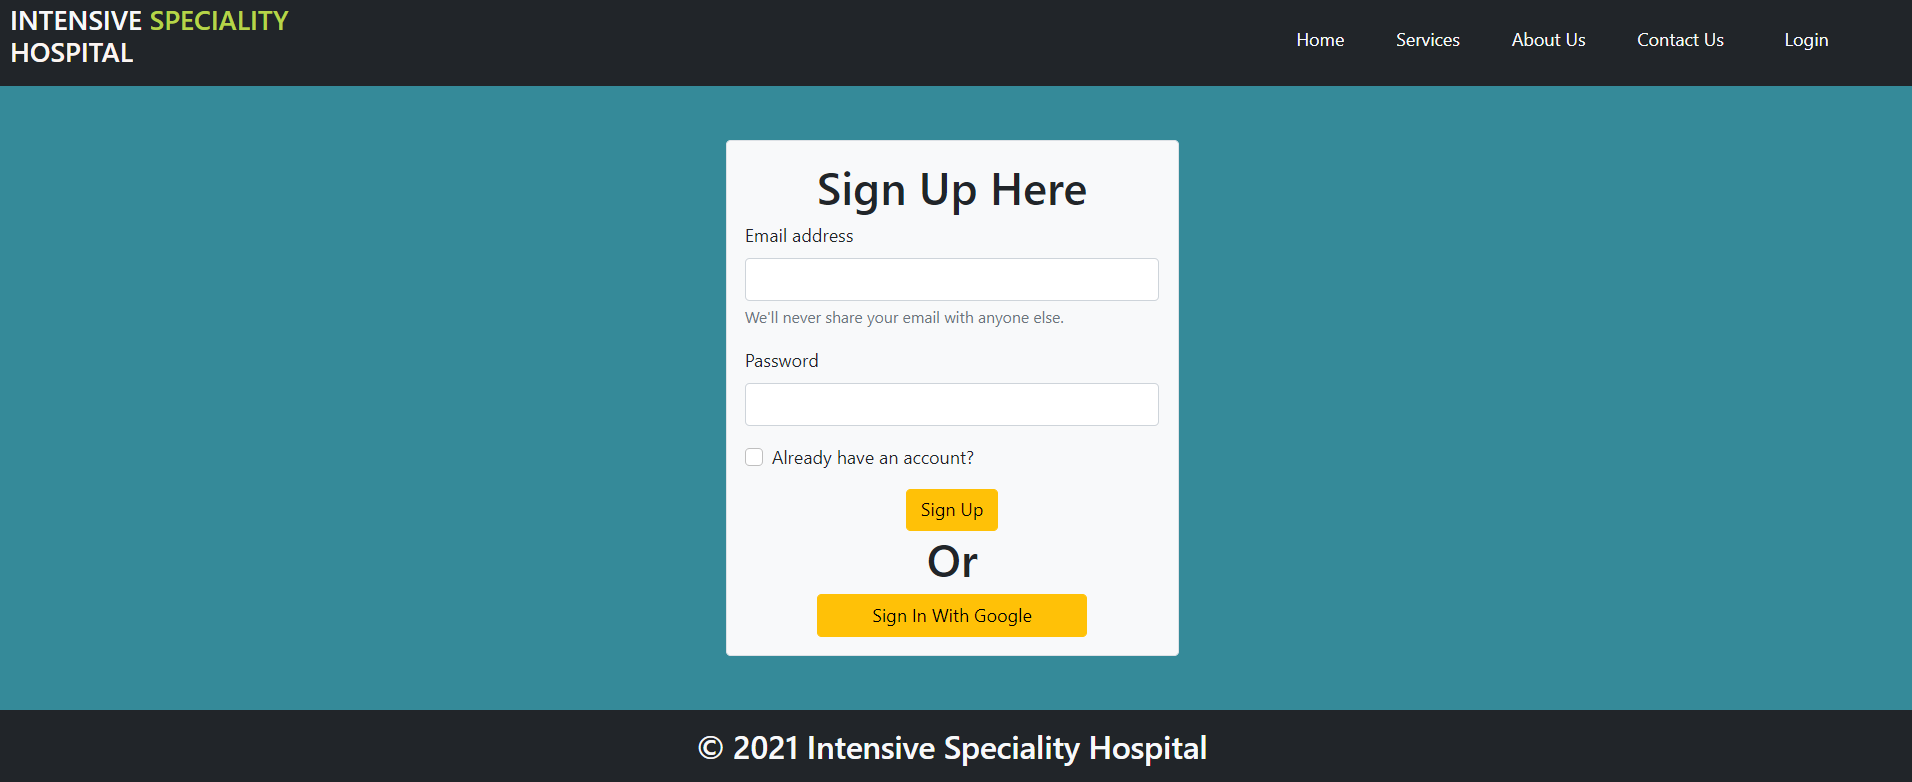 INTENSIVE SPECIALITY
HOSPITAL
Home Services About Us Contact Us Login
Sign Up Here
Email address
We'll never share your email with anyone else.
Password
Already have an account?
Sign Up
Or
Sign In With Google
© 2021 Intensive Speciality Hospital